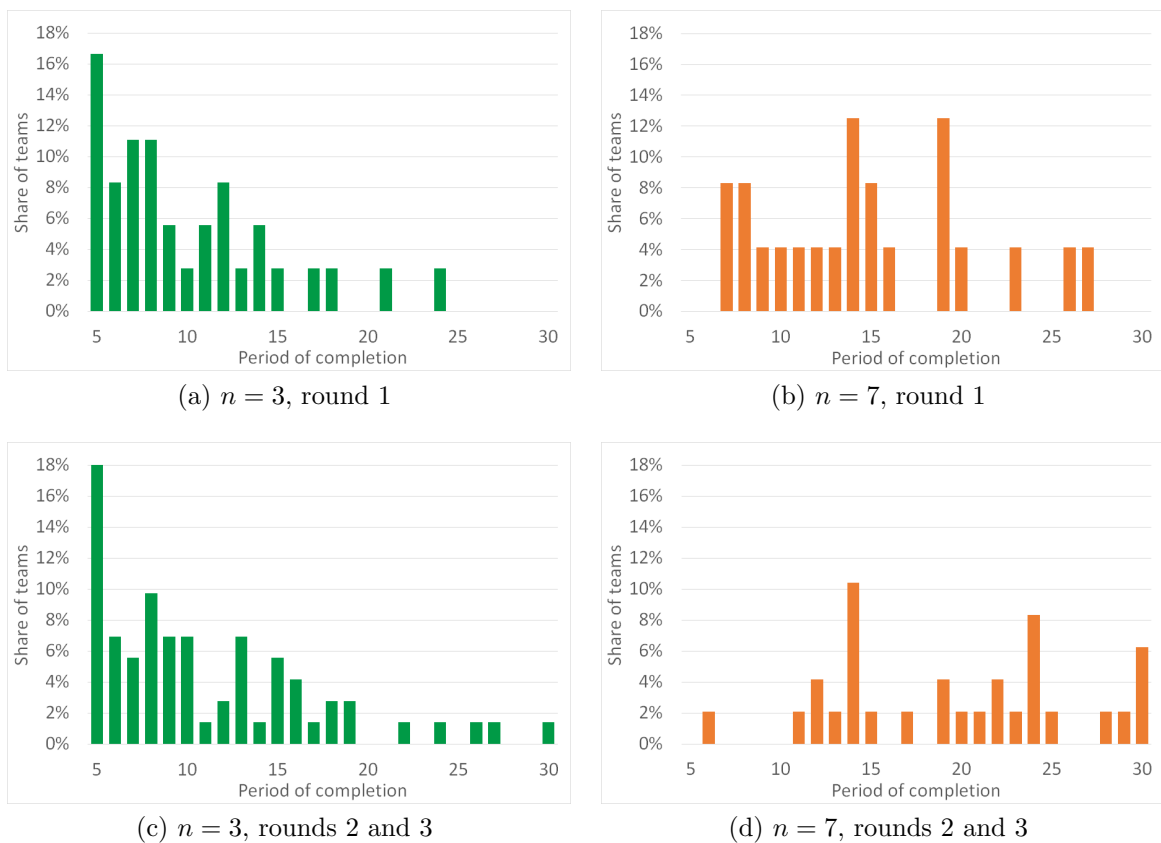 18%
16%
14%
12%
10%
8%
6%
4%
2%
0%
Share of teams
5 10 15 20 25 30
Period of completion
(a) n = 3, round 1
18%
16%
14%
12%
10%
8%
6%
4%
2%
0%
Share of teams
5 10 15 20 25 30
Period of completion
(b) n = 7, round 1
18%
16%
14%
12%
10%
8%
6%
4%
2%
0%
Share of teams
5 10 15 20 25 30
Period of completion
(c) n = 3, rounds 2 and 3
18%
16%
14%
12%
10%
8%
6%
4%
2%
0%
Share of teams
5 10 15 20 25 30
Period of completion
(d) n = 7, rounds 2 and 3